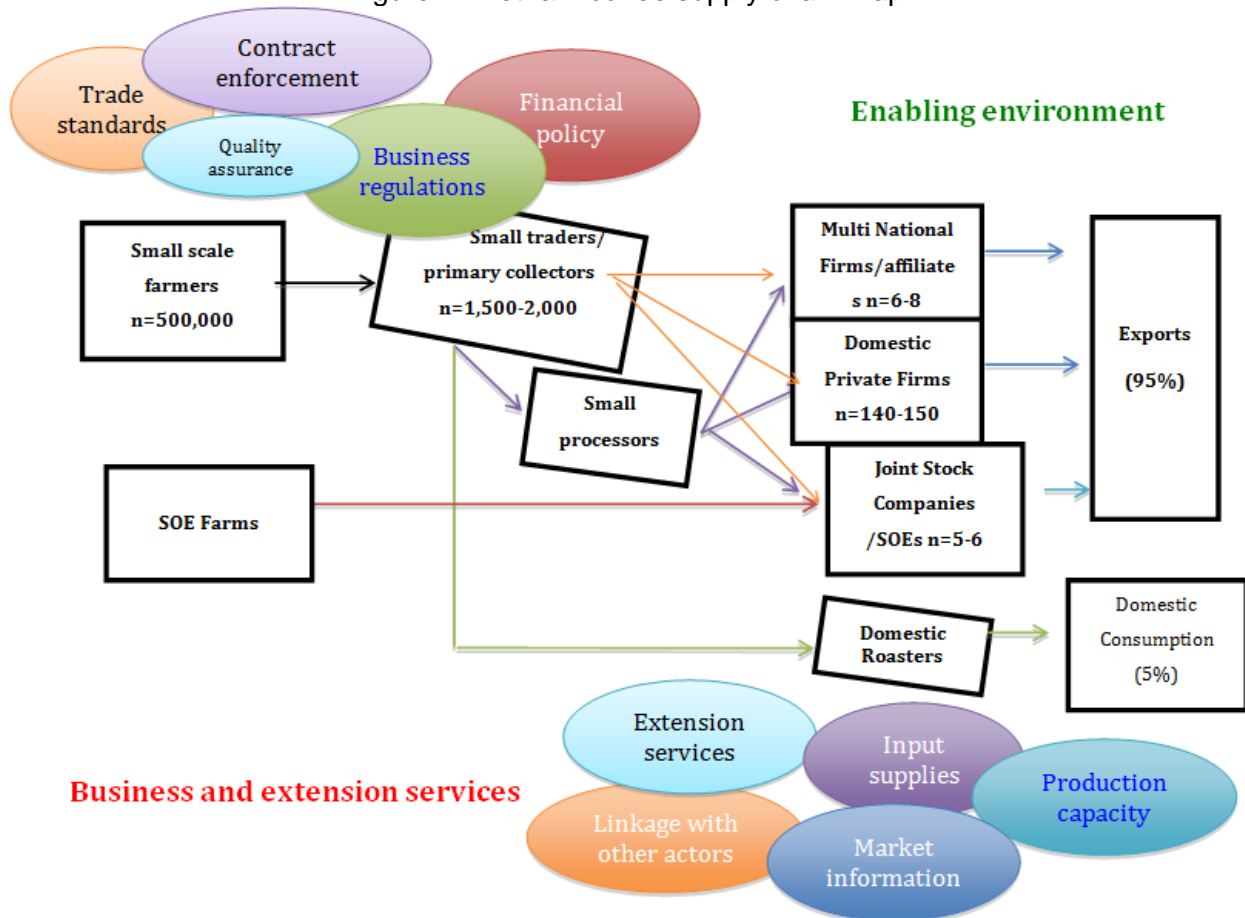 Contract
enforcement
Trade
standards
Financial
policy
Enabling environment
Quality
assurance
Business
regulations
Small scale
farmers
n=500,000
Small traders/
primary collectors
n=1,500-2,000
Multi National
Firms/affiliate
s n=6-8
Domestic
Private Firms
n=140-150
Exports
(95%)
Small
processors
Joint Stock
Companies
/SOEs n=5-6
SOE Farms
Domestic
Roasters
Domestic
Consumption
(5%)
Extension
services
Input
supplies
Production
capacity
Business and extension services
Linkage with
other actors
Market
information